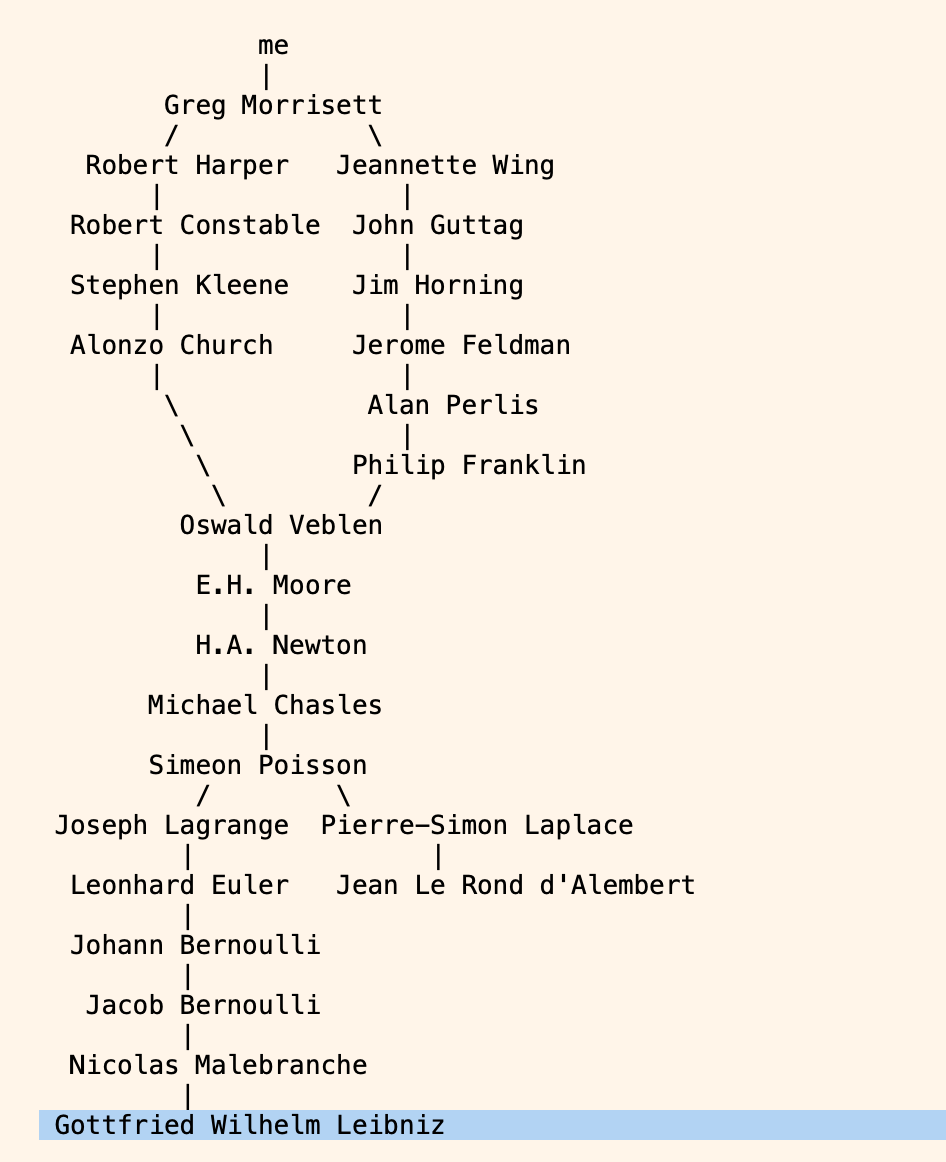 me
|
Greg Morrisett
/ \
Robert Harper Jeannette Wing
| |
Robert Constable John Guttag
| |
Stephen Kleene Jim Horning
| |
Alonzo Church Jerome Feldman
| |
\ Alan Perlis
\ |
\ Philip Franklin
\ /
Oswald Veblen
|
E.H. Moore
|
H.A. Newton
|
Michael Chasles
|
Simeon Poisson
/ \
Joseph Lagrange Pierre-Simon Laplace
| |
Leonhard Euler Jean Le Rond d'Alembert
|
Johann Bernoulli
|
Jacob Bernoulli
|
Nicolas Malebranche
|
Gottfried Wilhelm Leibniz